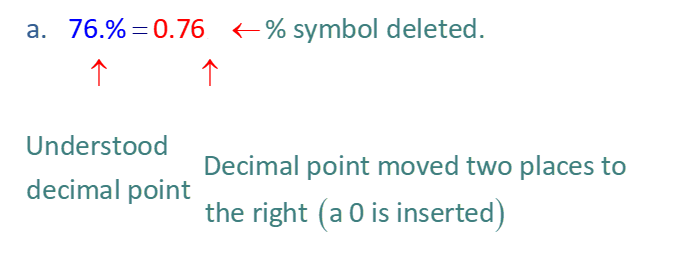 a. 76.% = 0.76 ← % symbol deleted.
↑ ↑
Understood
decimal point
Decimal point moved two places to
the right (a 0 is inserted)